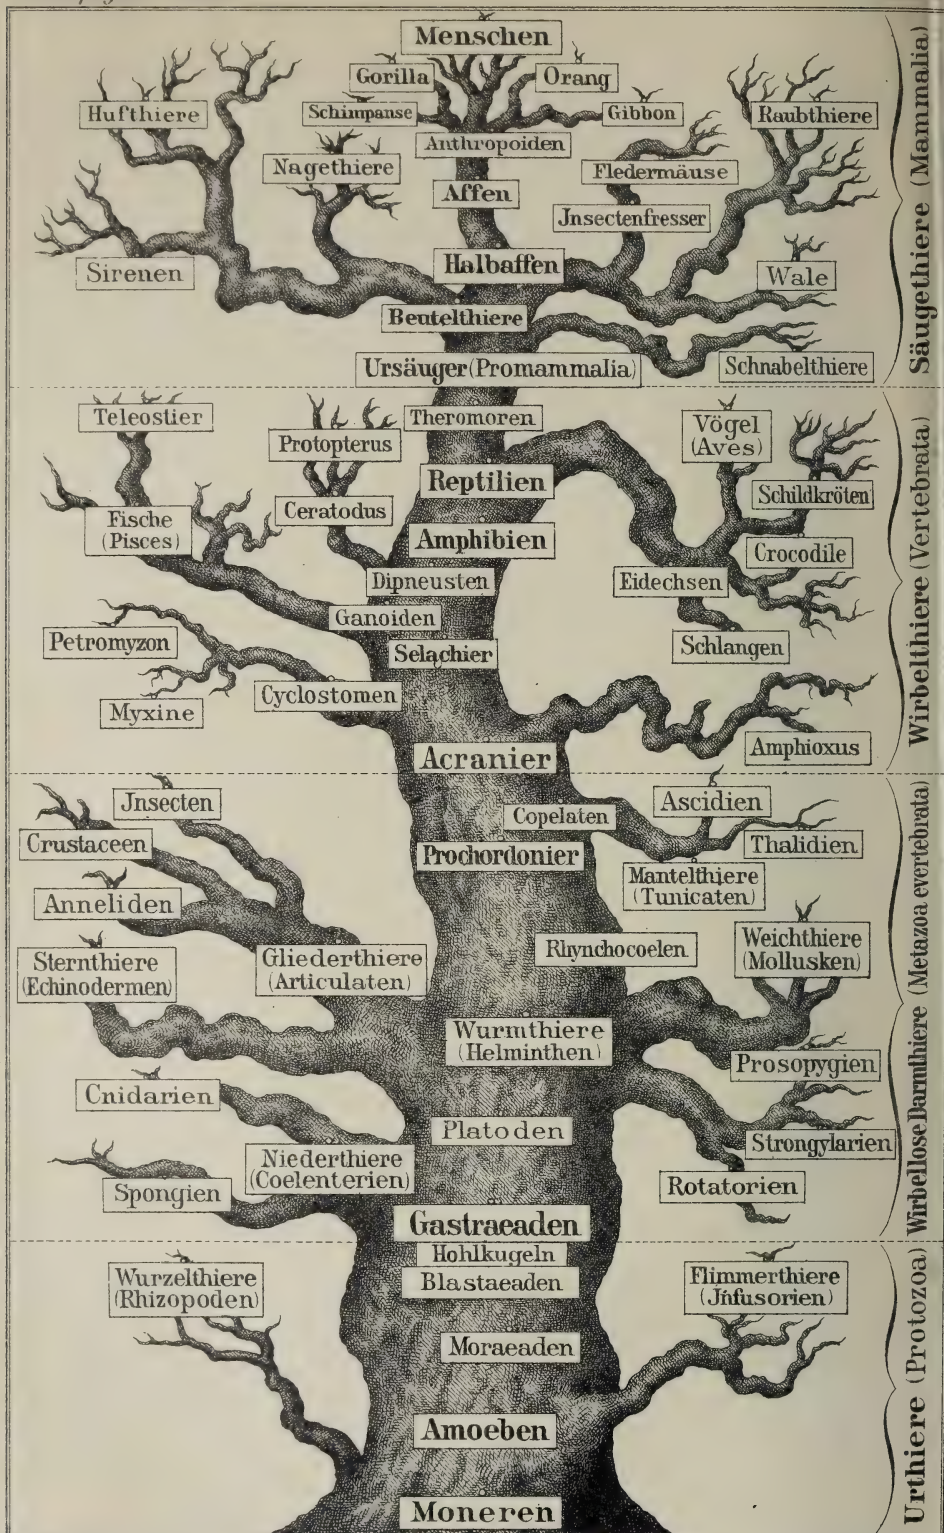 Menschen
Gorilla
Orang
Schimpanse
Gibbon
Hufthiere
Raubthiere
Anthropoiden
Nagethiere
Fledermäuse
Affen
Jnsectenfresser
Halbaffen
Sirenen
Wale
Beutelthiere
Ursäuger (Promammalia)
Schnabelthiere
Säugethiere (Mammalia)
Teleostier
Theromoren
Vögel
(Aves)
Protopterus
Reptilien
Schildkröten
Ceratodus
Fische
(Pisces)
Amphibien
Crocodile
Dipneusten
Eidechsen
Ganoiden
Petromyzon
Selachier
Schlangen
Cyclostomen
Myxine
Amphioxus
Acranier
Wirbelthiere (Vertebrata)
Jnsecten
Ascidien
Copelaten
Crustaceen
Thalidien
Prochordonier
Mantelthiere
(Tunicaten)
Anneliden
Rhynchocoelen
Weichthiere
(Mollusken)
Sternthiere
(Echinodermen)
Gliederthiere
(Articulaten)
Wurmthiere
(Helminthen)
Prosopygien
Cnidarien
Platoden
Strongylarien
Niederthiere
(Coelenterien)
Spongien
Rotatorien
Gastraeaden
Wirbellose Darmthiere (Metazoa evertebrata)
Hohlkugeln
Blastaeaden
Wurzelthiere
(Rhizopoden)
Flimmerthiere
(Jnfusorien)
Moraeaden
Amoeben
Moneren
Urthiere (Protozoa)